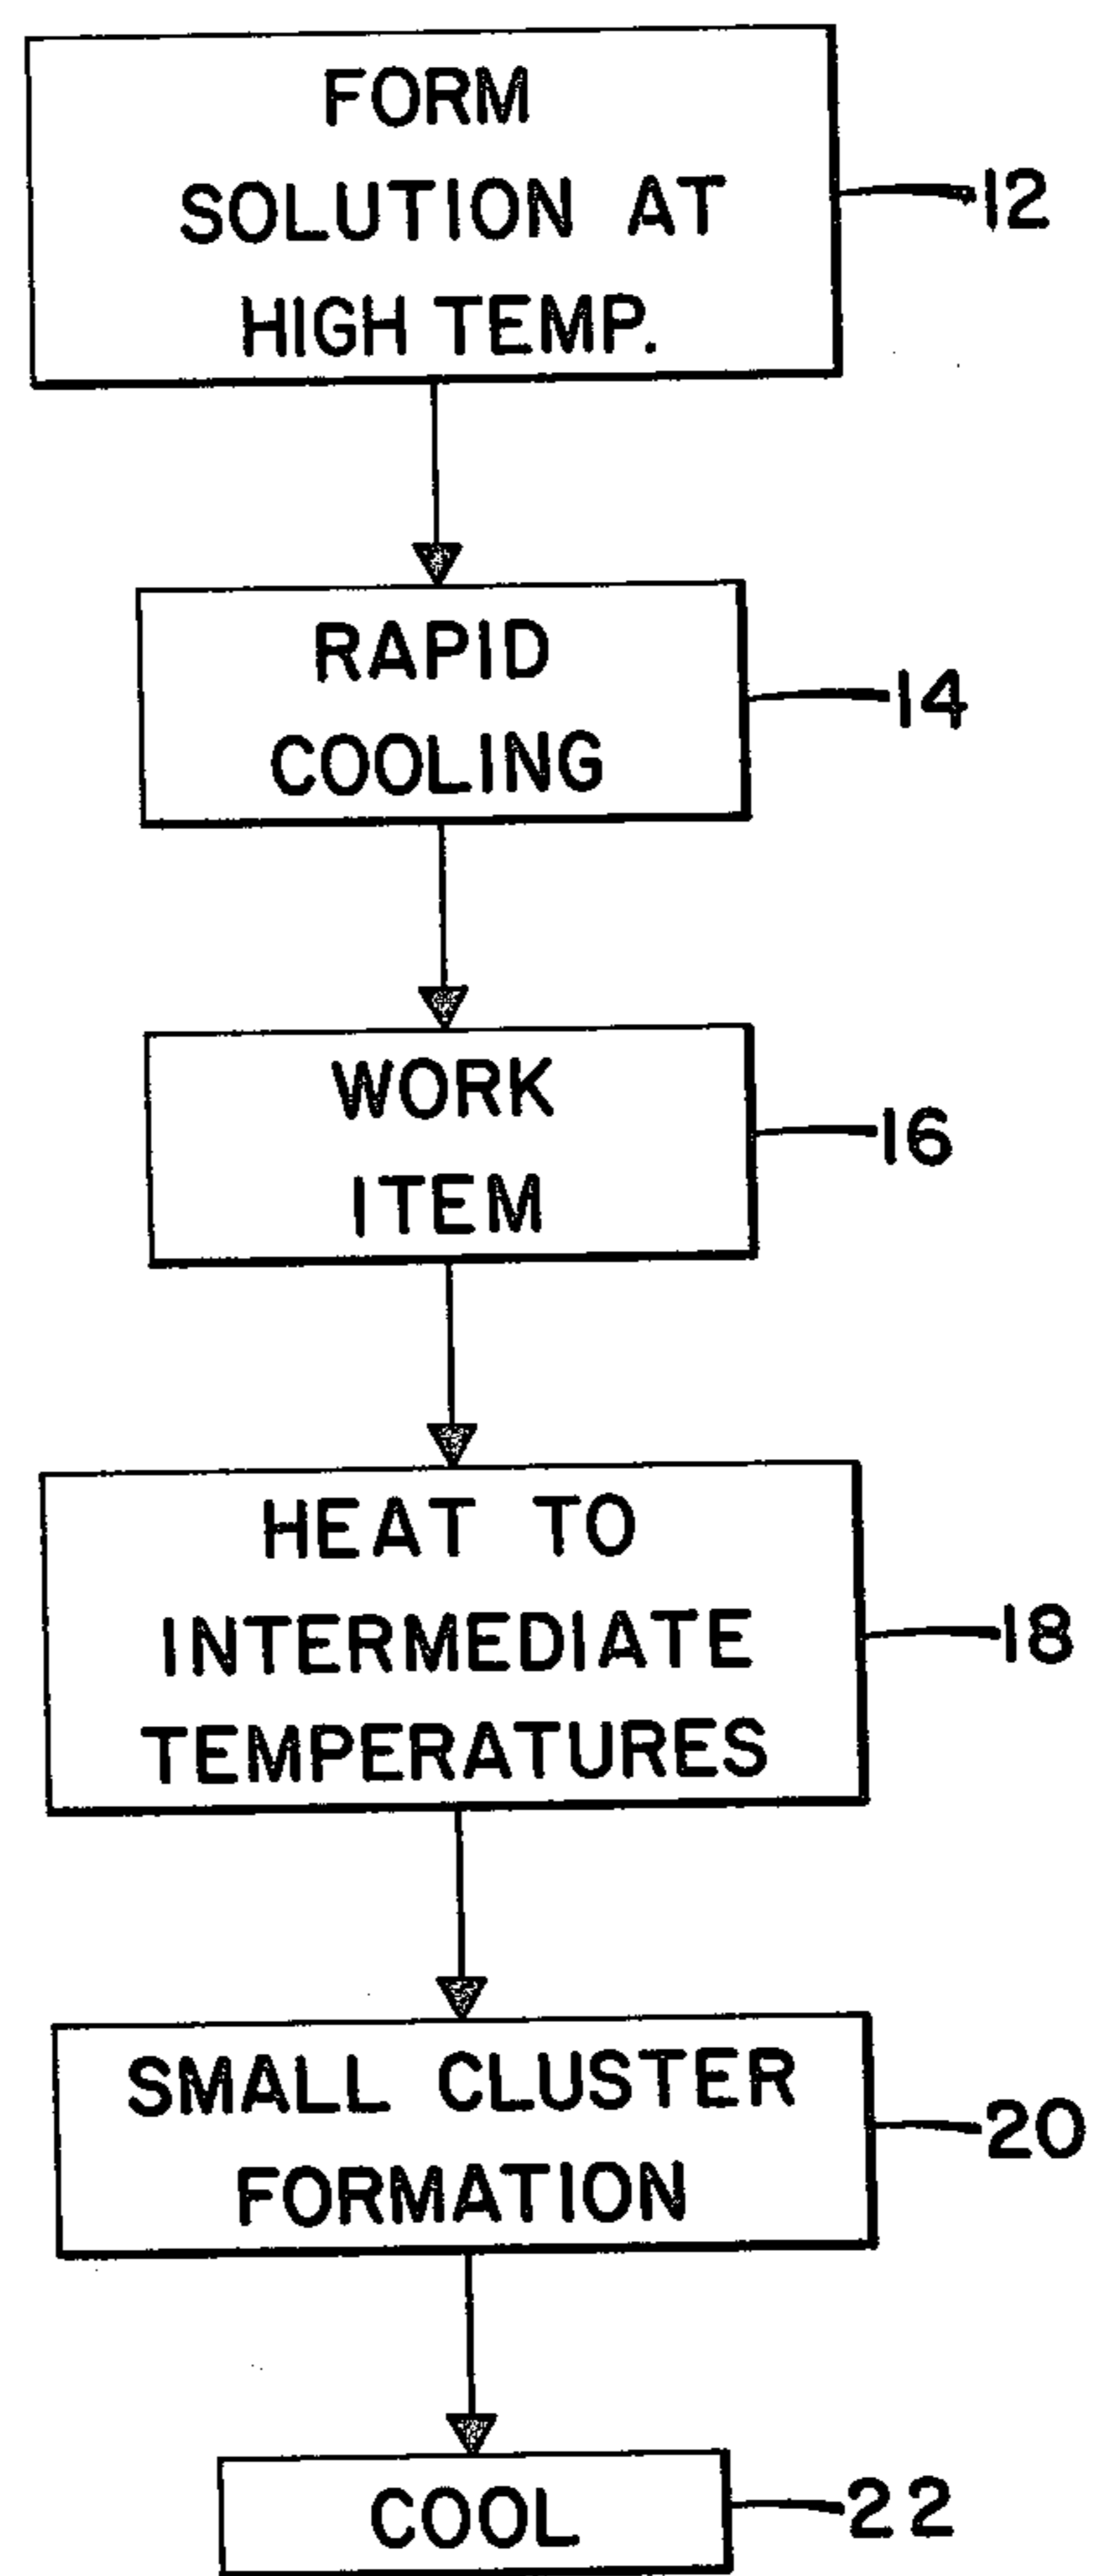 FORM
SOLUTION AT
HIGH TEMP.
12
RAPID
COOLING
14
WORK
ITEM
16
HEAT TO
INTERMEDIATE
TEMPERATURES
18
SMALL CLUSTER
FORMATION
20
COOL
22